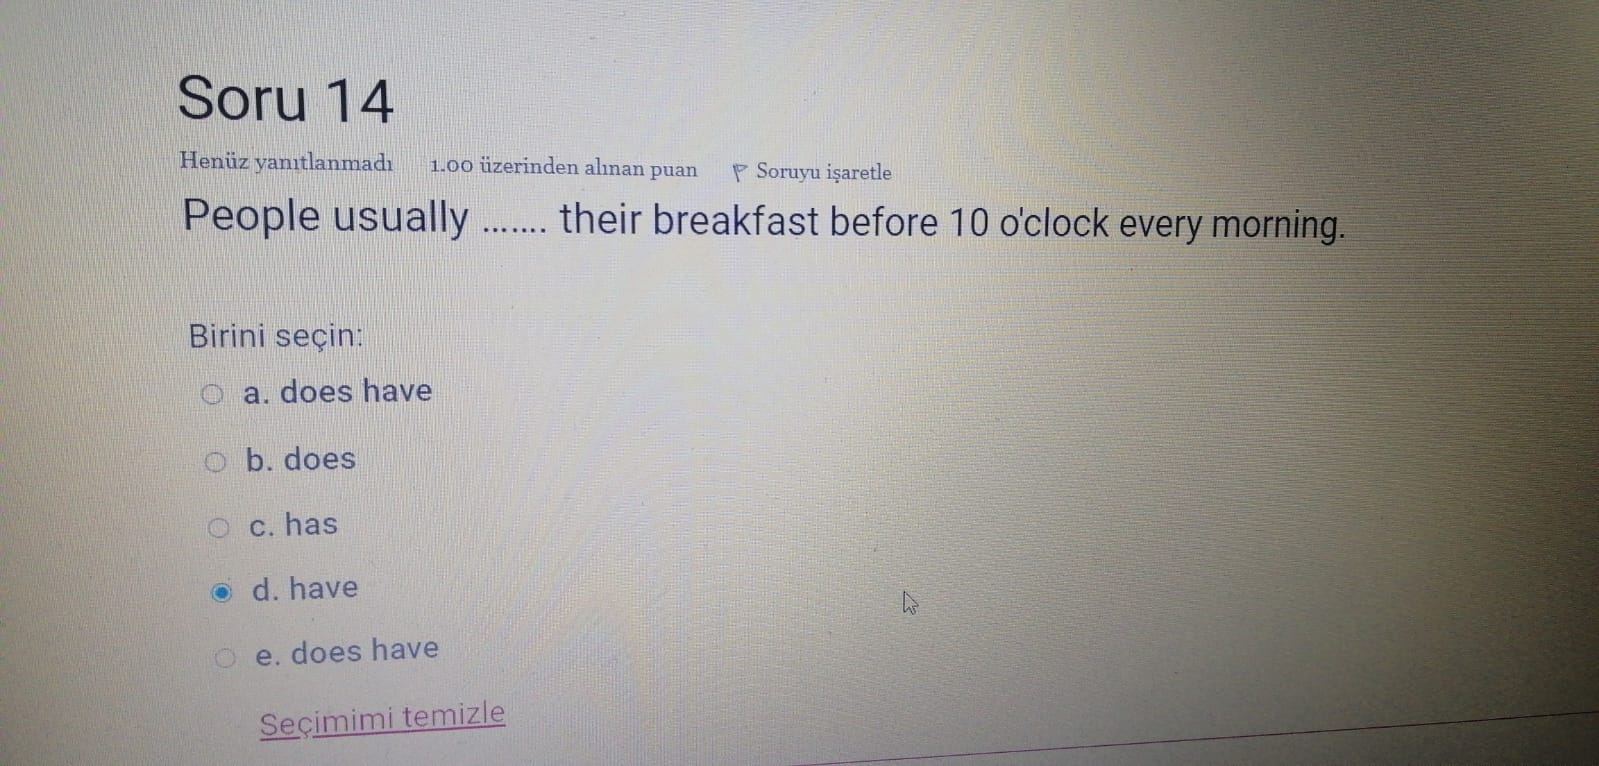 Soru 14
Henüz yanıtlanmadı 1.00 üzerinden alınan puan Soruyu işaretle
People usually ....... their breakfast before 10 o'clock every morning.
Birini seçin:
a. does have
b. does
c. has
d. have
e. does have
Seçimimi temizle